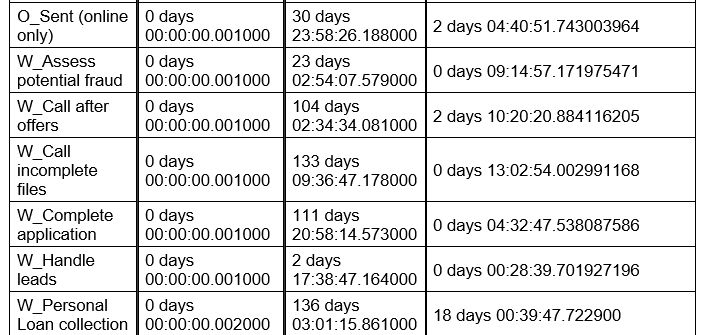 O_Sent (online only) 0 days 00:00:00.001000 30 days 23:58:26.188000 2 days 04:40:51.743003964
W_Assess potential fraud 0 days 00:00:00.001000 23 days 02:54:07.579000 0 days 09:14:57.171975471
W_Call after offers 0 days 00:00:00.001000 104 days 02:34:34.081000 2 days 10:20:20.884116205
W_Call incomplete files 0 days 00:00:00.001000 133 days 09:36:47.178000 0 days 13:02:54.002991168
W_Complete application 0 days 00:00:00.001000 111 days 20:58:14.573000 0 days 04:32:47.538087586
W_Handle leads 0 days 00:00:00.001000 2 days 17:38:47.164000 0 days 00:28:39.701927196
W_Personal Loan collection 0 days 00:00:00.002000 136 days 03:01:15.861000 18 days 00:39:47.722900